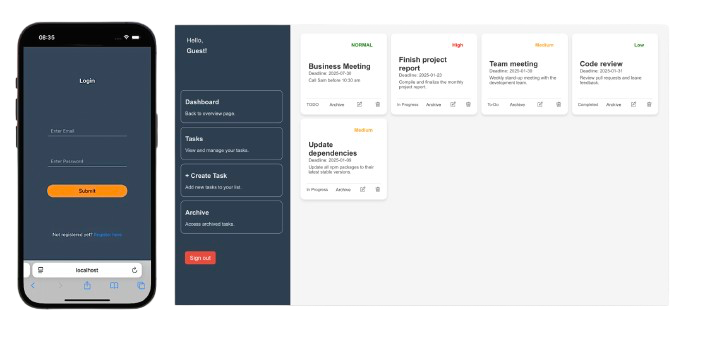 08:35
Login
Enter Email
Enter Password
Submit
Not registered yet? Register here
localhost
Hello,
Guest!
Dashboard
Back to overview page.
Tasks
View and manage your tasks.
+ Create Task
Add new tasks to your list.
Archive
Access archived tasks.
Sign out
NORMAL
Business Meeting
Deadline: 2025-07-30
Call Sam before 10:30 am
TODO Archive
High
Finish project
report
Deadline: 2025-01-23
Compile and finalize the monthly
project report.
In Progress Archive
Medium
Team meeting
Deadline: 2025-01-30
Weekly stand up meeting with the
development team.
To-Do Archive
Low
Code review
Deadline: 2025-01-31
Review pull requests and leave
feedback.
Completed Archive
Medium
Update
dependencies
Deadline: 2025-01-
Update all npm packages to their
latest stable versions.
In Progress Archive